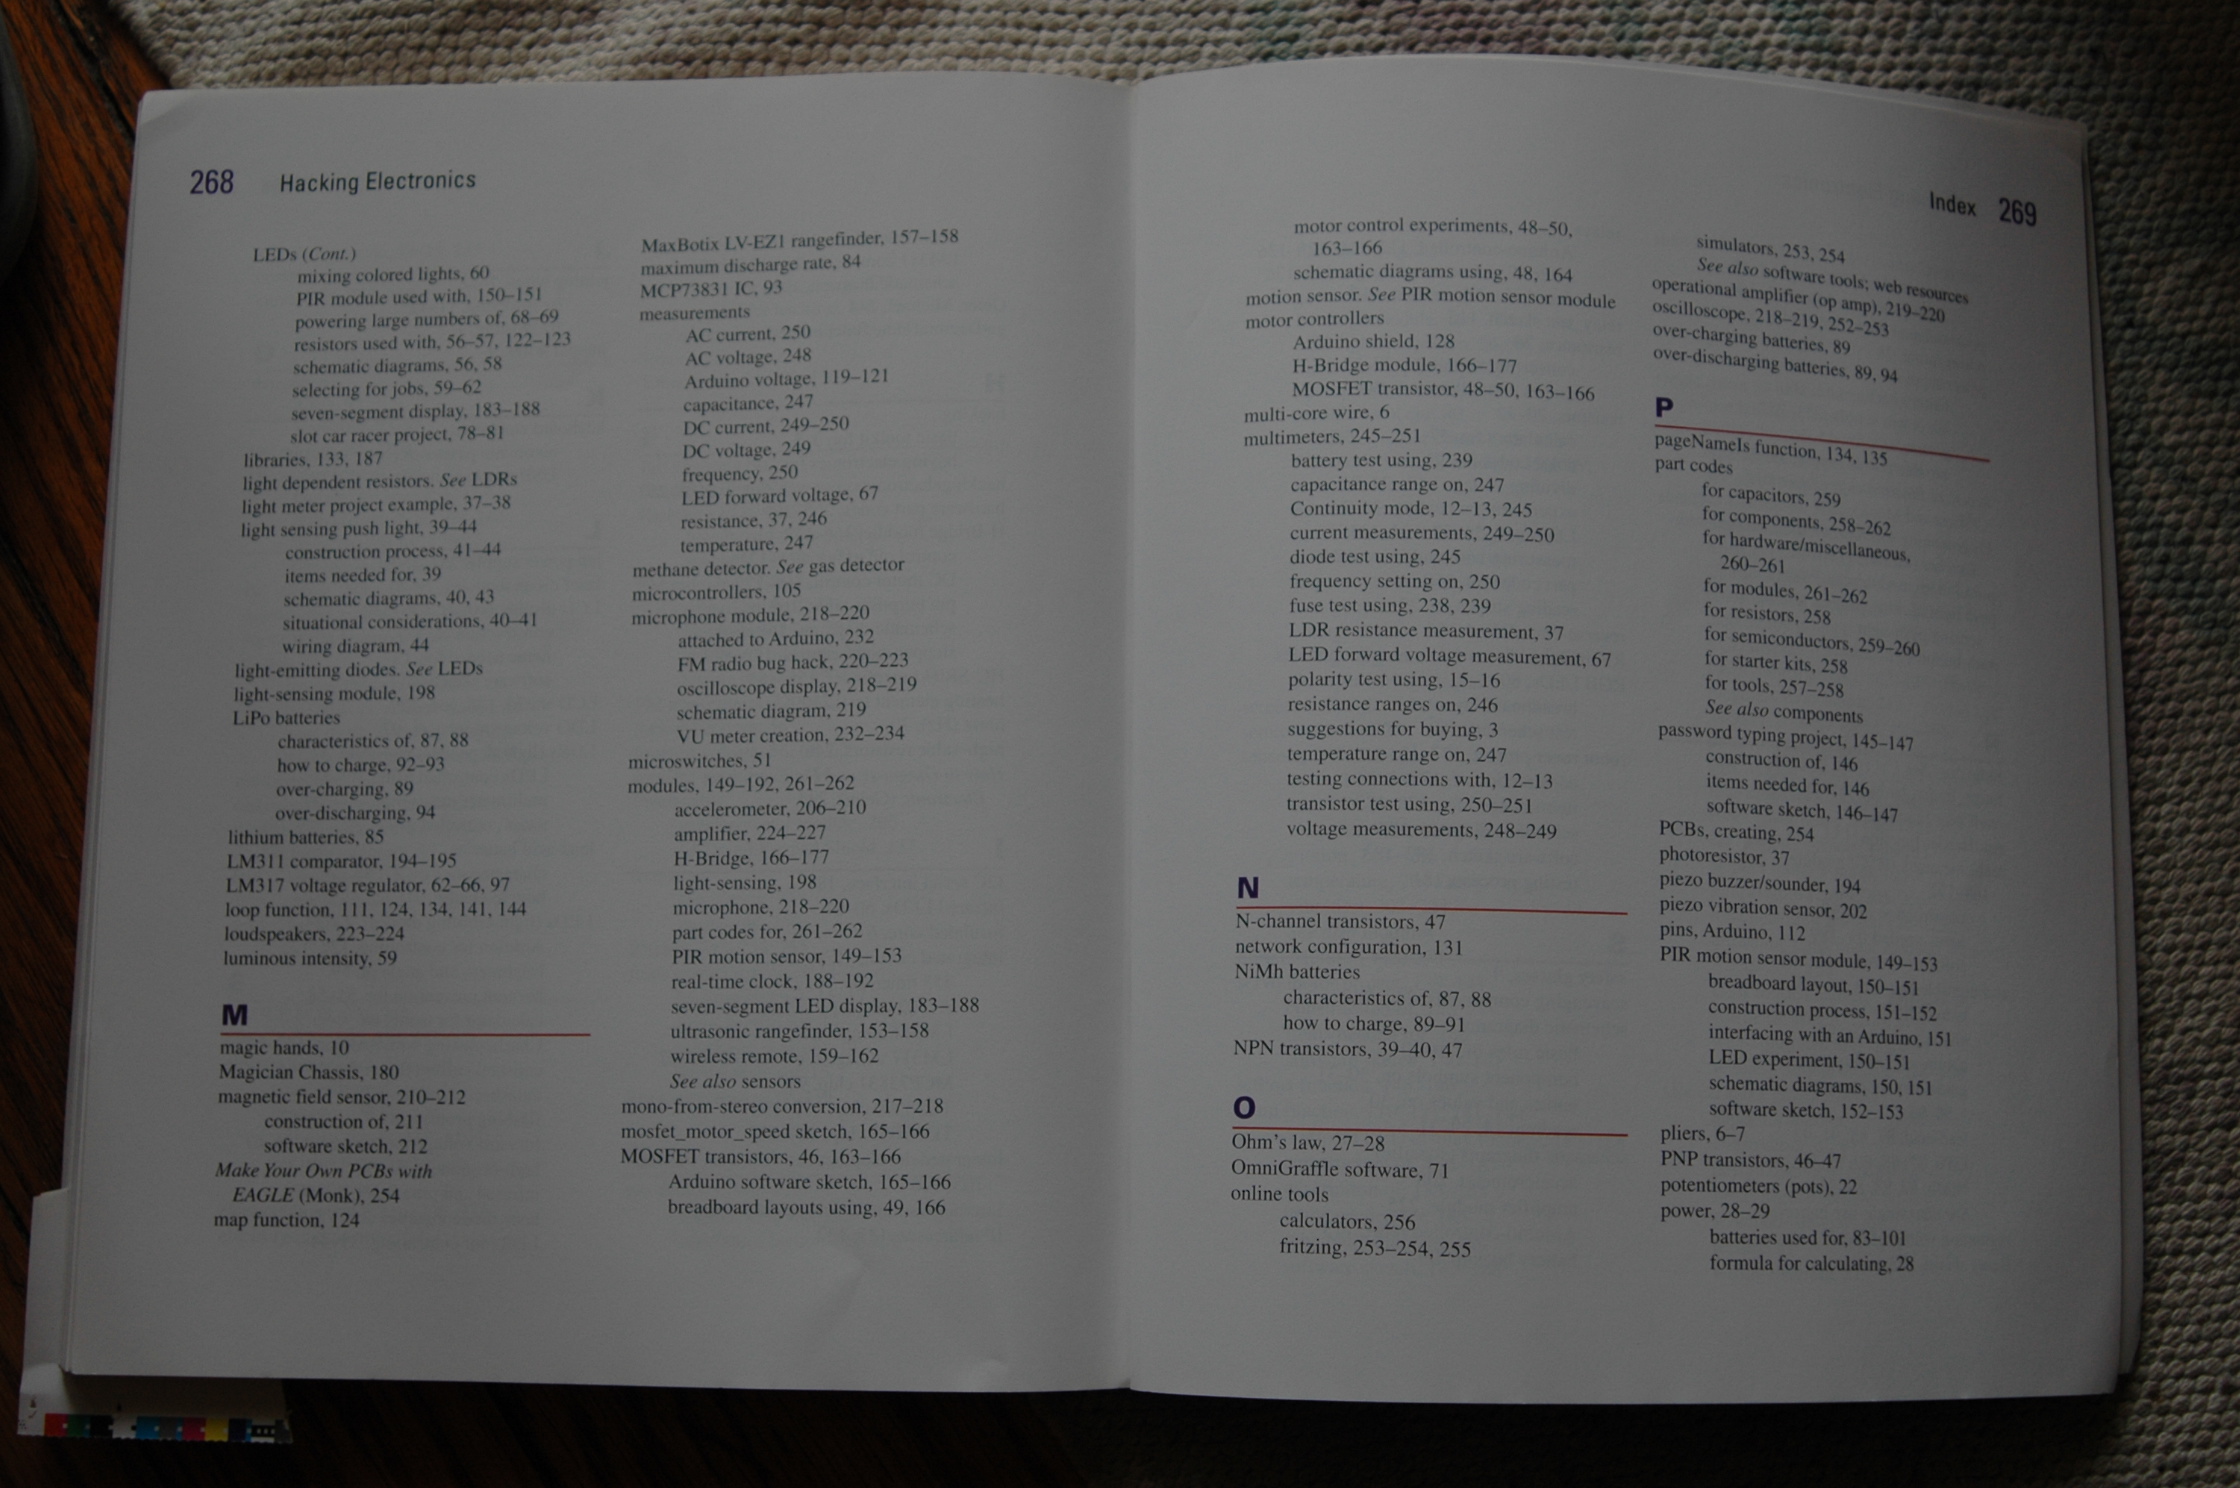 268 Hacking Electronics
LEDs (Cont.)
mixing colored lights, 60
PIR module used with, 150–151
powering large numbers of, 68–69
resistors used with, 56–57, 122–123
schematic diagrams, 56, 58
selecting for jobs, 59–62
seven-segment display, 183–188
slot car racer project, 78–81
libraries, 133, 187
light dependent resistors. See LDRs
light meter project example, 37–38
light sensing push light, 39–44
construction process, 41–44
items needed for, 39
schematic diagrams, 40, 43
situational considerations, 40–41
wiring diagram, 44
light-emitting diodes. See LEDs
light-sensing module, 198
LiPo batteries
characteristics of, 87, 88
how to charge, 92–93
over-charging, 89
over-discharging, 94
lithium batteries, 85
LM311 comparator, 194–195
LM317 voltage regulator, 62–66, 97
loop function, 111, 124, 134, 141, 144
loudspeakers, 223–224
luminous intensity, 59
M
magic hands, 10
Magician Chassis, 180
magnetic field sensor, 210–212
construction of, 211
software sketch, 212
Make Your Own PCBs with
EAGLE (Monk), 254
map function, 124
MaxBotix LV-EZ1 rangefinder, 157–158
maximum discharge rate, 84
MCP73831 IC, 93
measurements
AC current, 250
AC voltage, 248
Arduino voltage, 119–121
capacitance, 247
DC current, 249–250
DC voltage, 249
frequency, 250
LED forward voltage, 67
resistance, 37, 246
temperature, 247
methane detector. See gas detector
microcontrollers, 105
microphone module, 218–220
attached to Arduino, 232
FM radio bug hack, 220–223
oscilloscope display, 218–219
schematic diagram, 219
VU meter creation, 232–234
microswitches, 51
modules, 149–192, 261–262
accelerometer, 206–210
amplifier, 224–227
H-Bridge, 166–177
light-sensing, 198
microphone, 218–220
part codes for, 261–262
PIR motion sensor, 149–153
real-time clock, 188–192
seven-segment LED display, 183–188
ultrasonic rangefinder, 153–158
wireless remote, 159–162
See also sensors
mono-from-stereo conversion, 217–218
mosfet_motor_speed sketch, 165–166
MOSFET transistors, 46, 163–166
Arduino software sketch, 165–166
breadboard layouts using, 49, 166
Index 269
motor control experiments, 48–50,
163–166
schematic diagrams using, 48, 164
motion sensor. See PIR motion sensor module
motor controllers
Arduino shield, 128
H-Bridge module, 166–177
MOSFET transistor, 48–50, 163–166
multi-core wire, 6
multimeters, 245–251
battery test using, 239
capacitance range on, 247
Continuity mode, 12–13, 245
current measurements, 249–250
diode test using, 245
frequency setting on, 250
fuse test using, 238, 239
LDR resistance measurement, 37
LED forward voltage measurement, 67
polarity test using, 15–16
resistance ranges on, 246
suggestions for buying, 3
temperature range on, 247
testing connections with, 12–13
transistor test using, 250–251
voltage measurements, 248–249
N
N-channel transistors, 47
network configuration, 131
NiMh batteries
characteristics of, 87, 88
how to charge, 89–91
NPN transistors, 39–40, 47
O
Ohm's law, 27–28
OmniGraffle software, 71
online tools
calculators, 256
fritzing, 253–254, 255
simulators, 253, 254
See also software tools; web resources
operational amplifier (op amp), 219–220
oscilloscope, 218–219, 252–253
over-charging batteries, 89
over-discharging batteries, 89, 94
P
pageNameIs function, 134, 135
part codes
for capacitors, 259
for components, 258–262
for hardware/miscellaneous,
260–261
for modules, 261–262
for resistors, 258
for semiconductors, 259–260
for starter kits, 258
for tools, 257–258
See also components
password typing project, 145–147
construction of, 146
items needed for, 146
software sketch, 146–147
PCBs, creating, 254
photoresistor, 37
piezo buzzer/sounder, 194
piezo vibration sensor, 202
pins, Arduino, 112
PIR motion sensor module, 149–153
breadboard layout, 150–151
construction process, 151–152
interfacing with an Arduino, 151
LED experiment, 150–151
schematic diagrams, 150, 151
software sketch, 152–153
pliers, 6–7
PNP transistors, 46–47
potentiometers (pots), 22
power, 28–29
batteries used for, 83–101
formula for calculating, 28